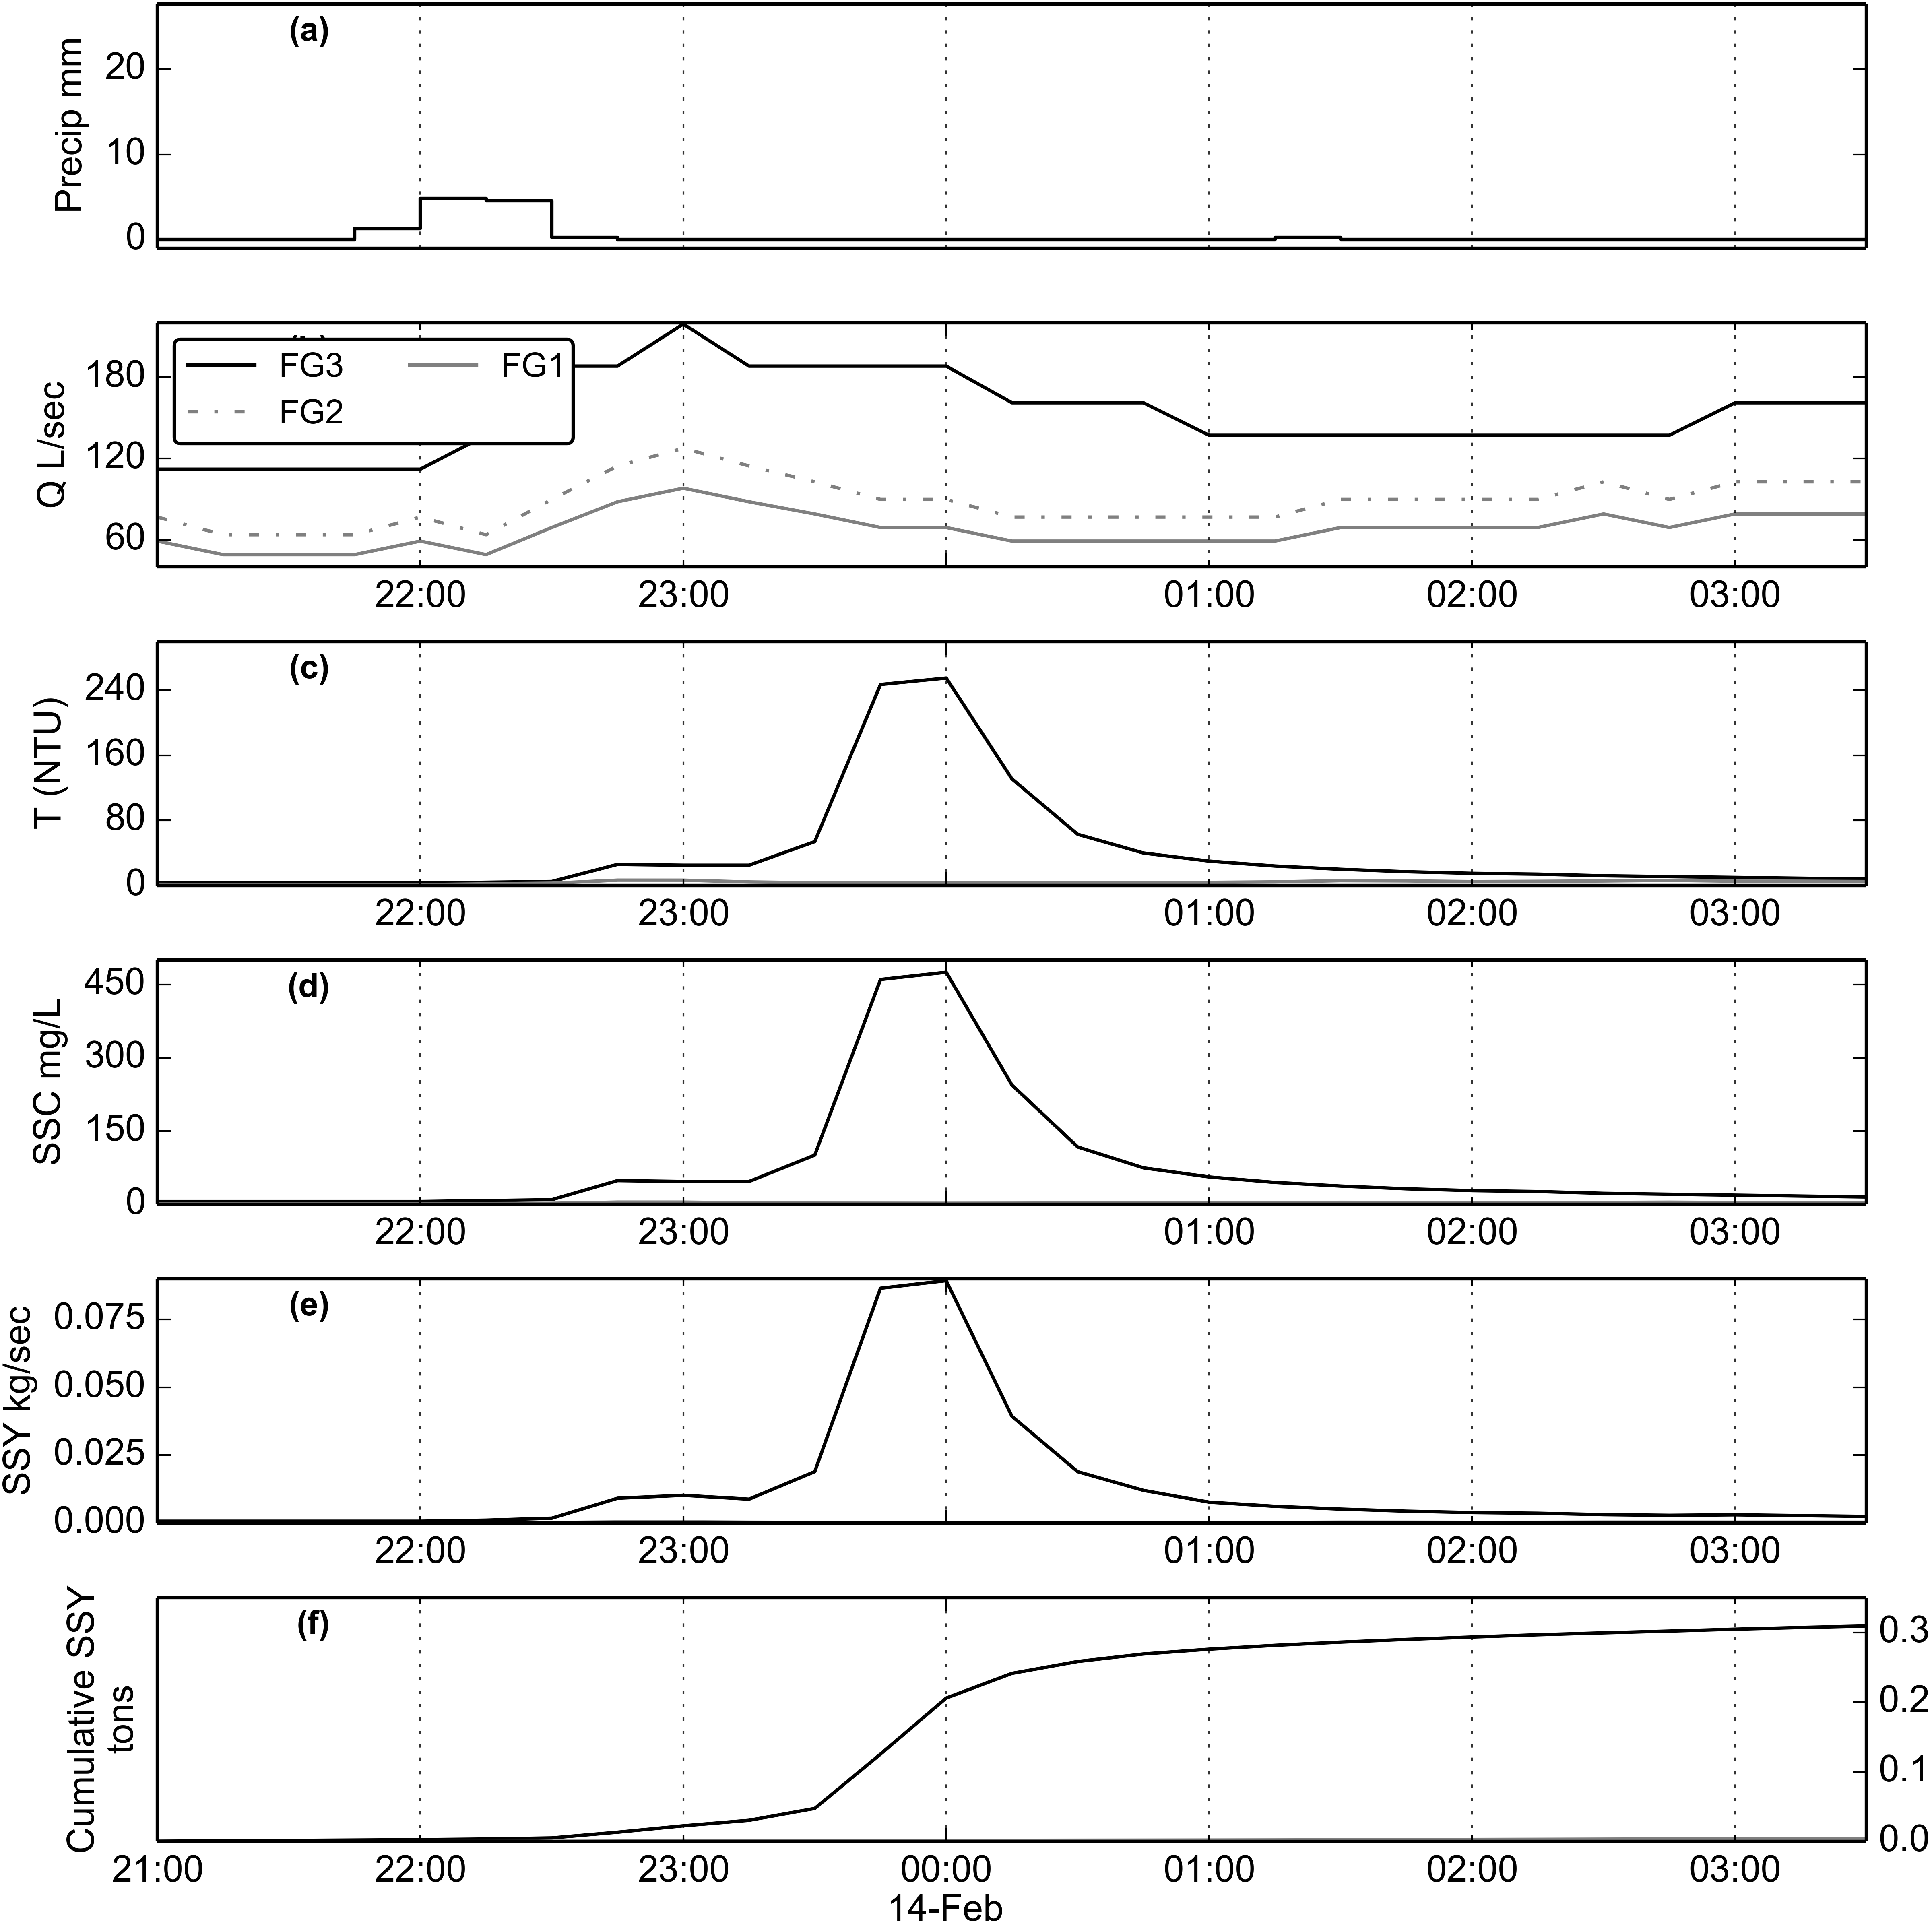 (a)
Precip mm
20
10
0
FG3 FG1
FG2
Q L/sec
180
120
60
22:00 23:00 01:00 02:00 03:00
(c)
T (NTU)
240
160
80
0
22:00 23:00 01:00 02:00 03:00
(d)
SSC mg/L
450
300
150
0
22:00 23:00 01:00 02:00 03:00
(e)
SSY kg/sec
0.075
0.050
0.025
0.000
22:00 23:00 01:00 02:00 03:00
(f)
Cumulative SSY
tons
0.3
0.2
0.1
0.0
21:00 22:00 23:00 00:00 01:00 02:00 03:00
14-Feb